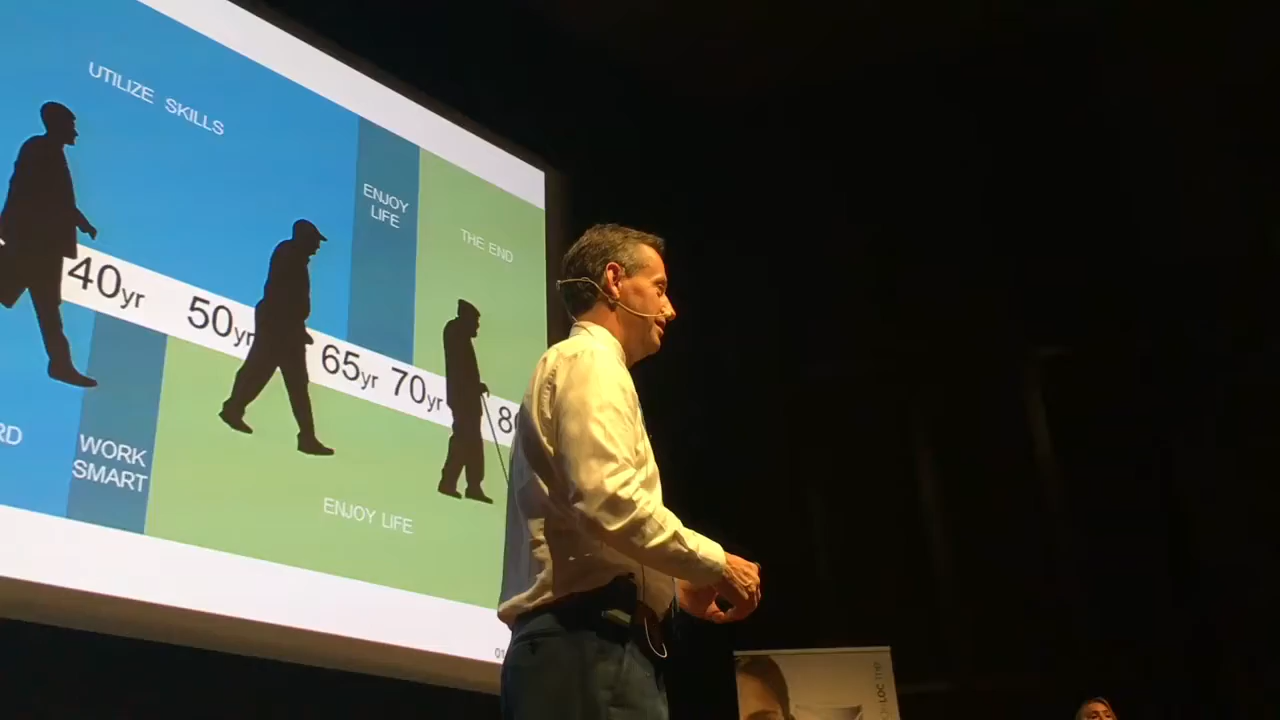 UTILIZE SKILLS
ENJOY
LIFE
THE END
40yr
50yr
65yr
70yr
WORK
SMART
ENJOY LIFE